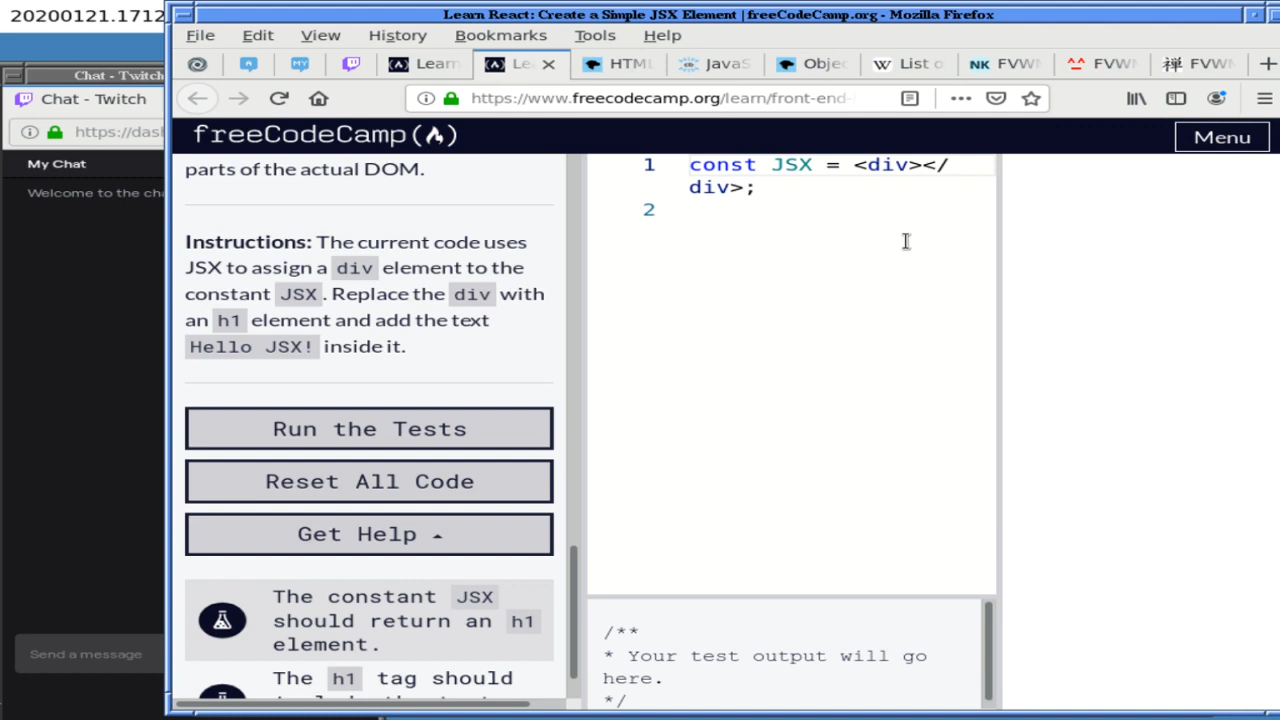 20200121.1712
Learn React: Create a Simple JSX Element | freeCodeCamp.org - Mozilla Firefox
File Edit View History Bookmarks Tools Help
Chat - Twitch
Learn
Le
HTML
JavaS
Objec
List o
FVW
FVW
FVW
Chat - Twitch
https://www.freecodecamp.org/learn/front-end-
https://das
freeCodeCamp
Menu
My Chat
Welcome to the cha
parts of the actual DOM.
Instructions: The current code uses
JSX to assign a div element to the
constant JSX. Replace the div with
an h1 element and add the text
Hello JSX! inside it.
Run the Tests
Reset All Code
Get Help
The constant JSX
should return an h1
element.
The h1 tag should
Send a message
1 const JSX = <div></
div>;
2
/**
* Your test output will go
here.
*/